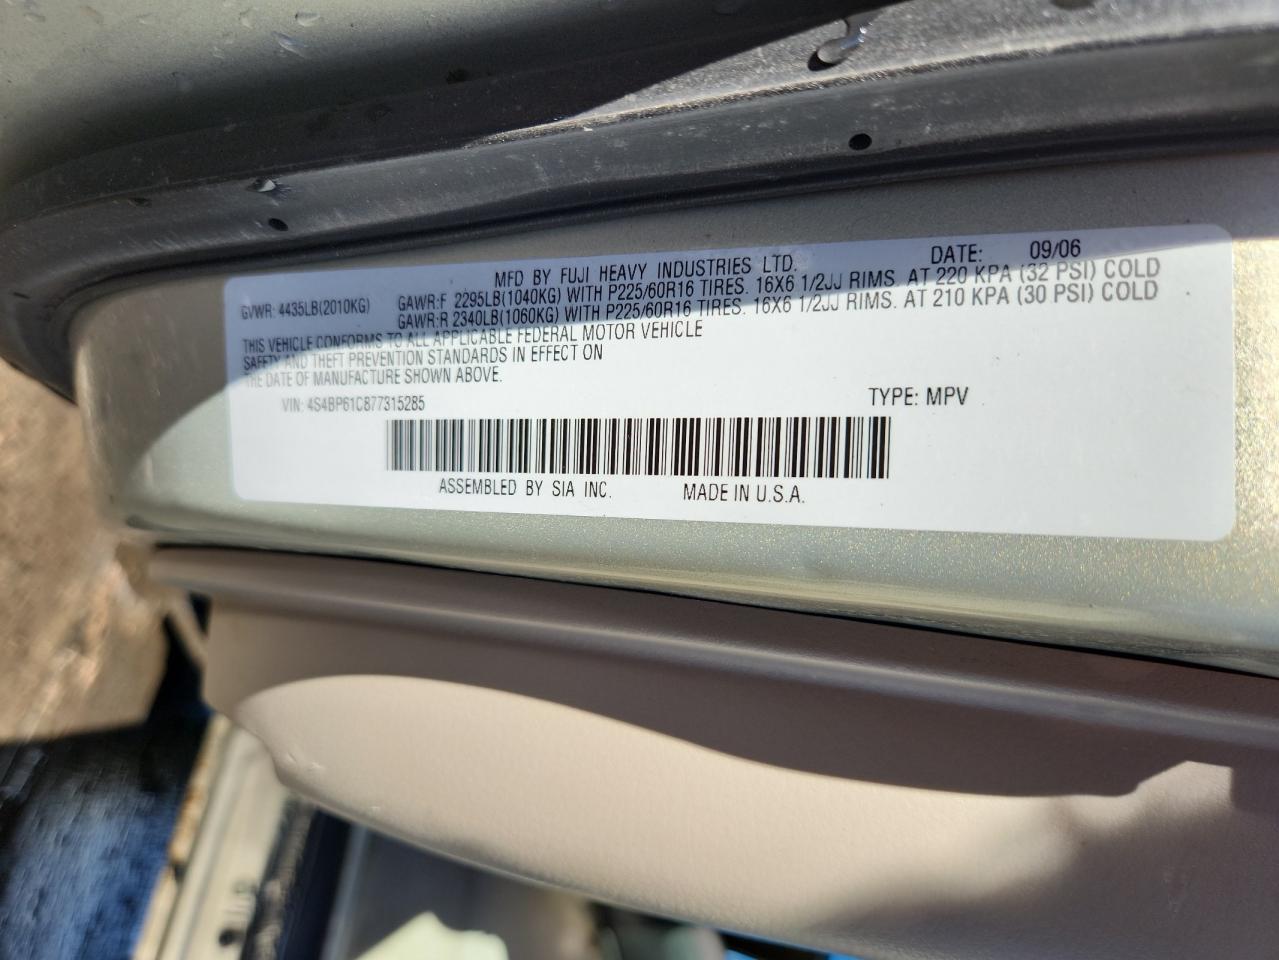 MFD BY FUJI HEAVY INDUSTRIES LTD. DATE: 09/06
GVWR: 4435LB(2010KG) GAWR:F 2295LB(1040KG) WITH P225/60R16 TIRES. 16X6 1/2JJ RIMS. AT 220 KPA (32 PSI) COLD
GAWR:R 2340LB(1060KG) WITH P225/60R16 TIRES. 16X6 1/2JJ RIMS. AT 210 KPA (30 PSI) COLD
THIS VEHICLE CONFORMS TO ALL APPLICABLE FEDERAL MOTOR VEHICLE
SAFETY AND THEFT PREVENTION STANDARDS IN EFFECT ON
THE DATE OF MANUFACTURE SHOWN ABOVE.
VIN: 4S4BP61C877315285 TYPE: MPV
ASSEMBLED BY SIA INC. MADE IN U.S.A.